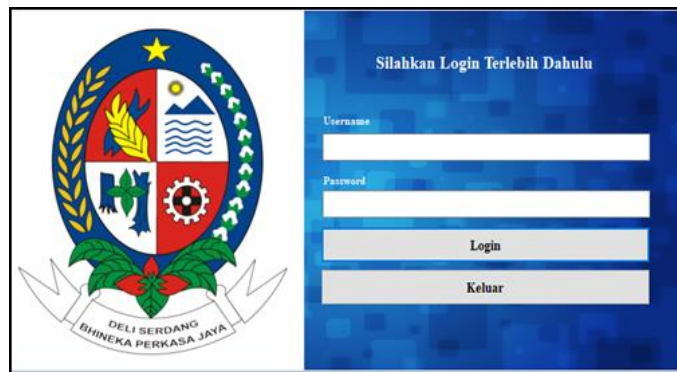 Silahkan Login Terlebih Dahulu
Username
Password
Login
Keluar
DELI SERDANG
BHINEKA PERKASA JAYA